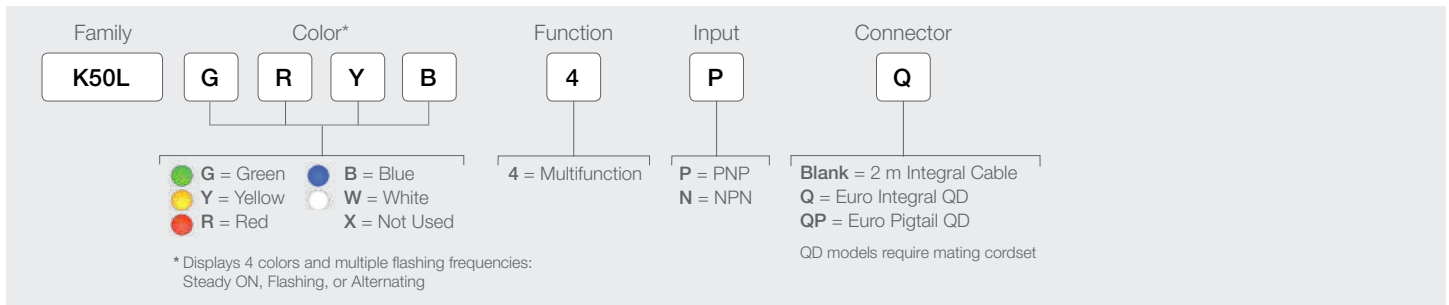 Family Color* Function Input Connector
K50L G R Y B 4 P Q
G = Green B = Blue 4 = Multifunction P = PNP Blank = 2 m Integral Cable
Y = Yellow W = White N = NPN Q = Euro Integral QD
R = Red X = Not Used QP = Euro Pigtail QD
QD models require mating cordset
* Displays 4 colors and multiple flashing frequencies:
Steady ON, Flashing, or Alternating